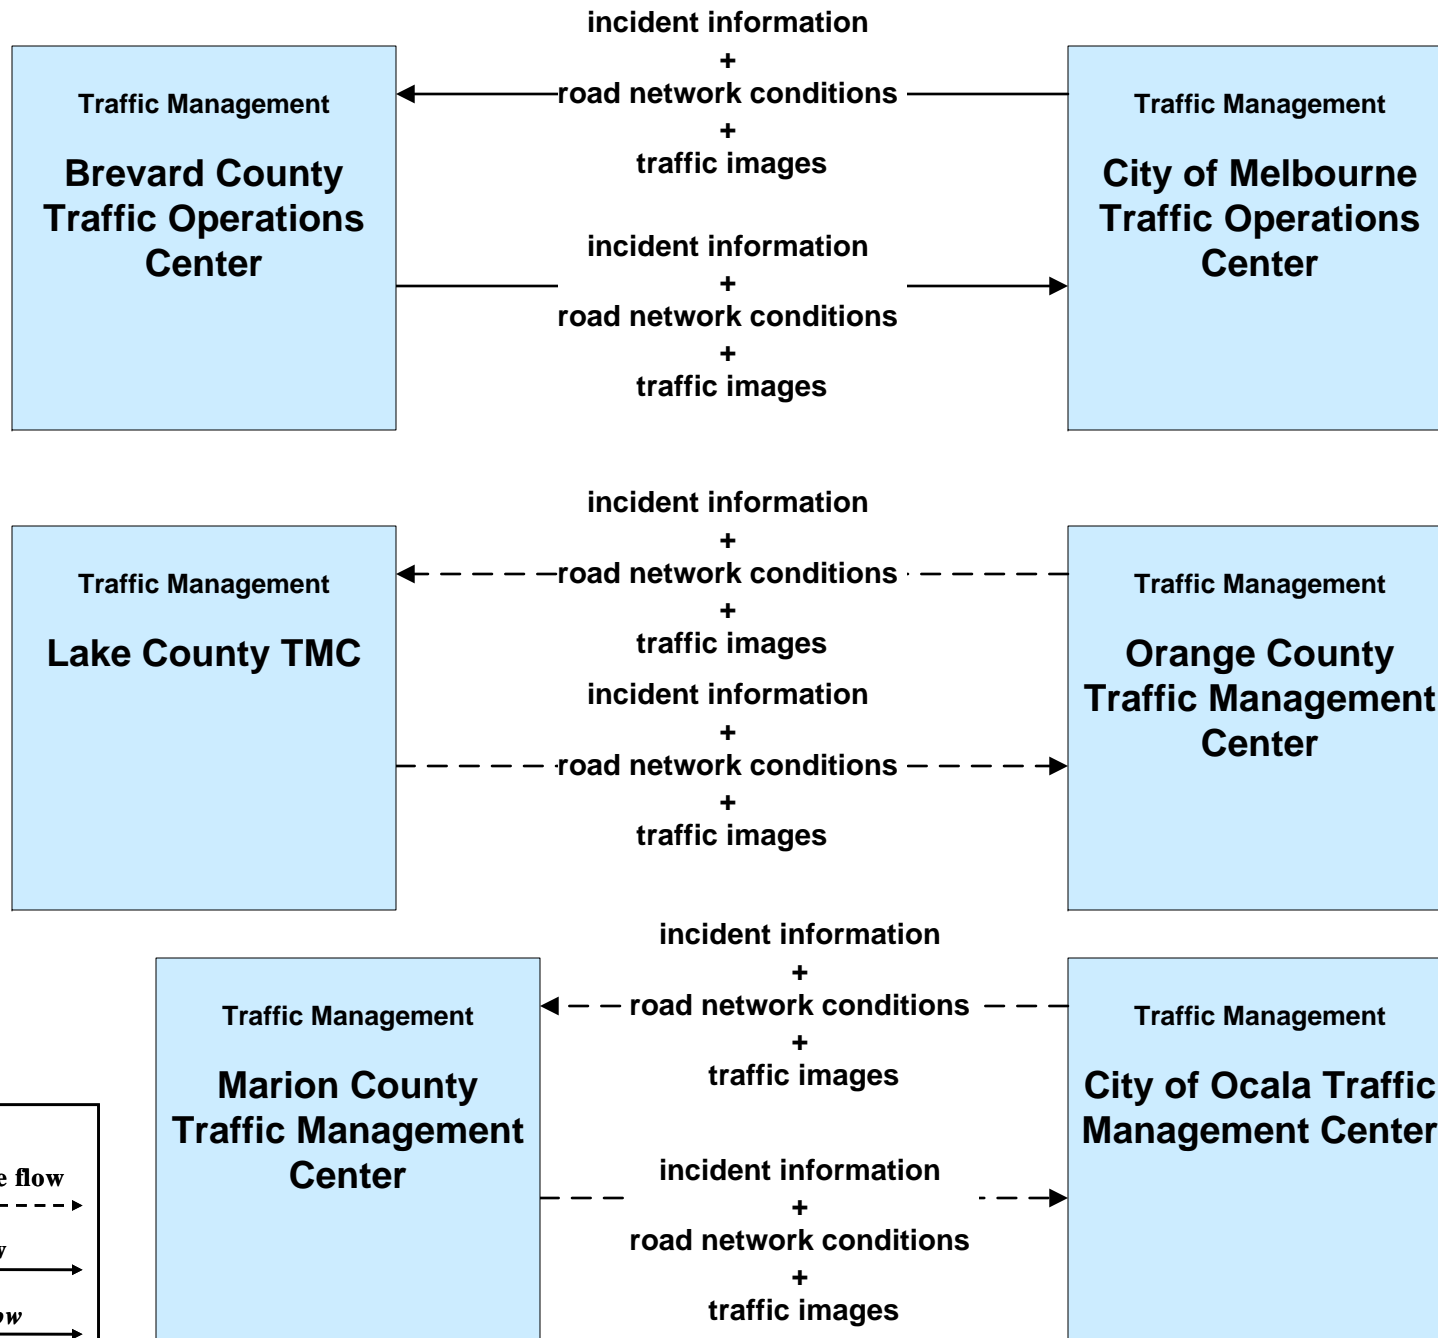 incident information
+
road network conditions
+
traffic images
Traffic Management
Brevard County
Traffic Operations
Center
Traffic Management
City of Melbourne
Traffic Operations
Center
incident information
+
road network conditions
+
traffic images
incident information
+
road network conditions
+
traffic images
Traffic Management
Lake County TMC
Traffic Management
Orange County
Traffic Management
Center
incident information
+
road network conditions
+
traffic images
incident information
+
road network conditions
+
traffic images
Traffic Management
Marion County
Traffic Management
Center
Traffic Management
City of Ocala Traffic
Management Center
incident information
+
road network conditions
+
traffic images
flow